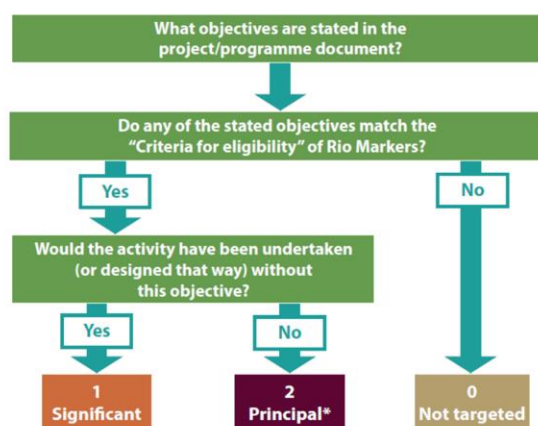 What objectives are stated in the
project/programme document?
Do any of the stated objectives match the
“Criteria for eligibility” of Rio Markers?
Yes
No
Would the activity have been undertaken
(or designed that way) without
this objective?
Yes
No
1
Significant
2
Principal*
0
Not targeted